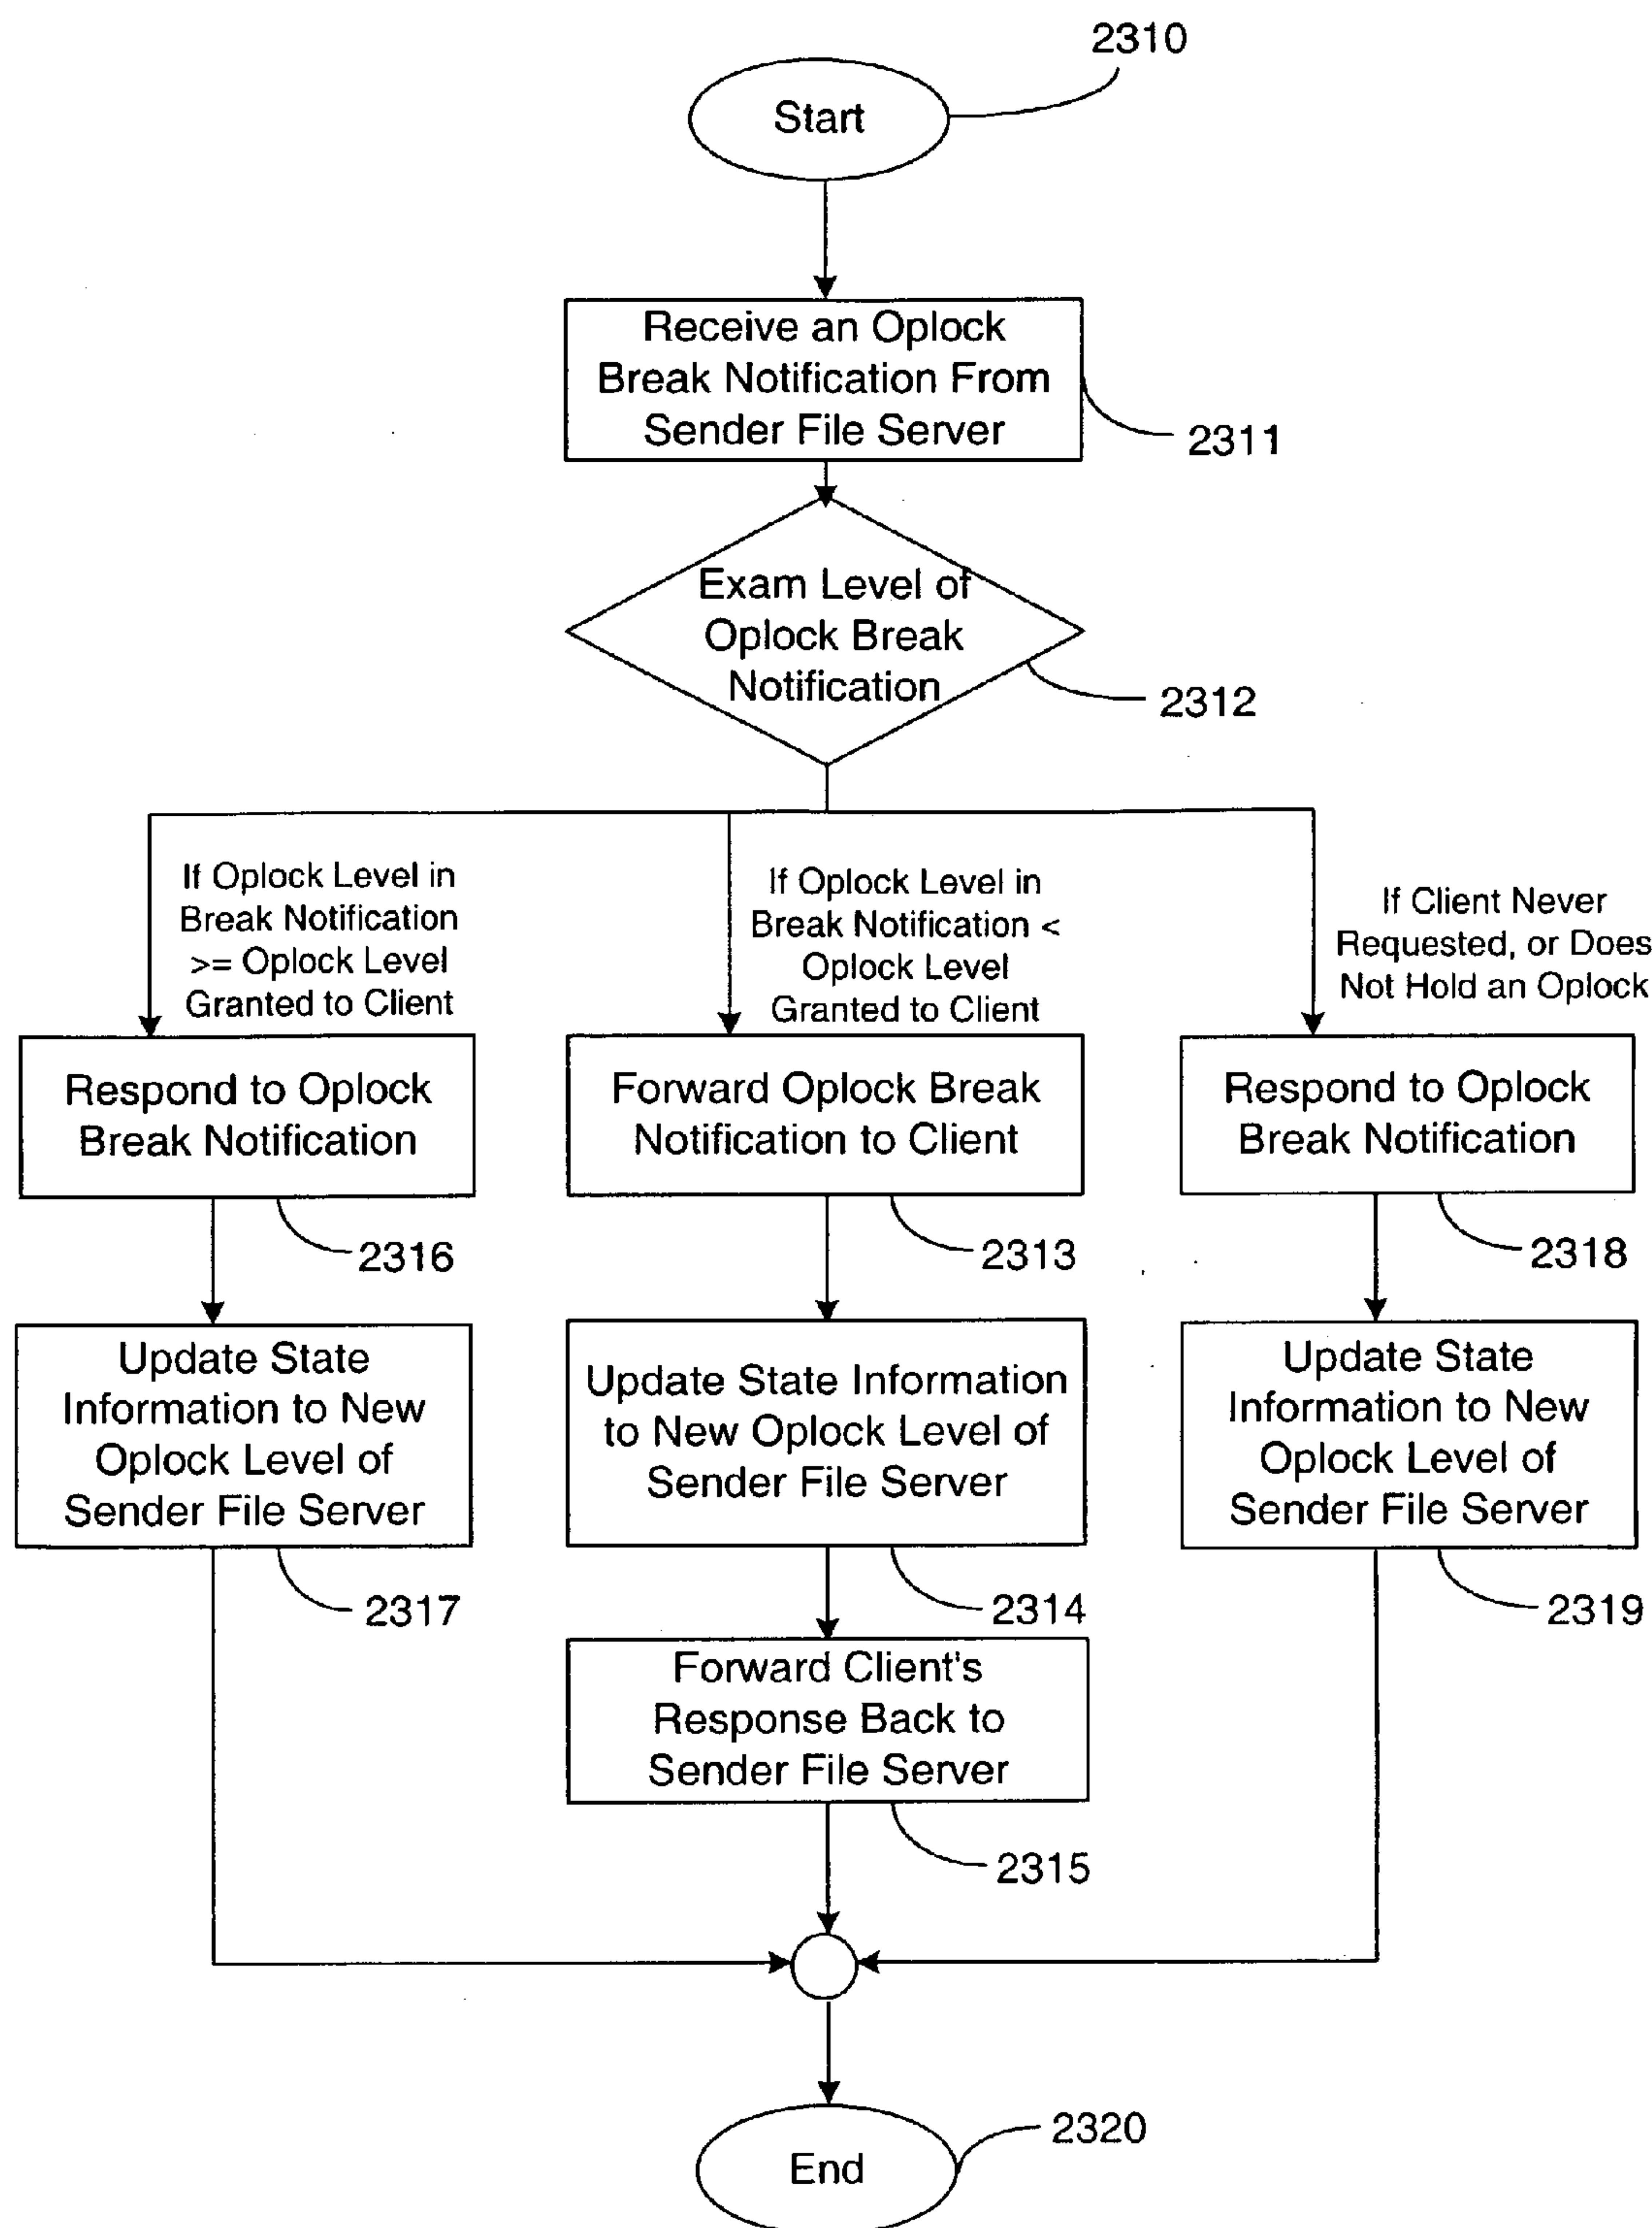 2310
Start
Receive an Oplock
Break Notification From
Sender File Server
2311
Exam Level of
Oplock Break
Notification
2312
If Oplock Level in
Break Notification
>= Oplock Level
Granted to Client
If Oplock Level in
Break Notification <
Oplock Level
Granted to Client
If Client Never
Requested, or Does
Not Hold an Oplock
Respond to Oplock
Break Notification
2316
Forward Oplock Break
Notification to Client
2313
Respond to Oplock
Break Notification
2318
Update State
Information to New
Oplock Level of
Sender File Server
2317
Update State Information
to New Oplock Level of
Sender File Server
2314
Update State
Information to New
Oplock Level of
Sender File Server
2319
Forward Client's
Response Back to
Sender File Server
2315
2320
End